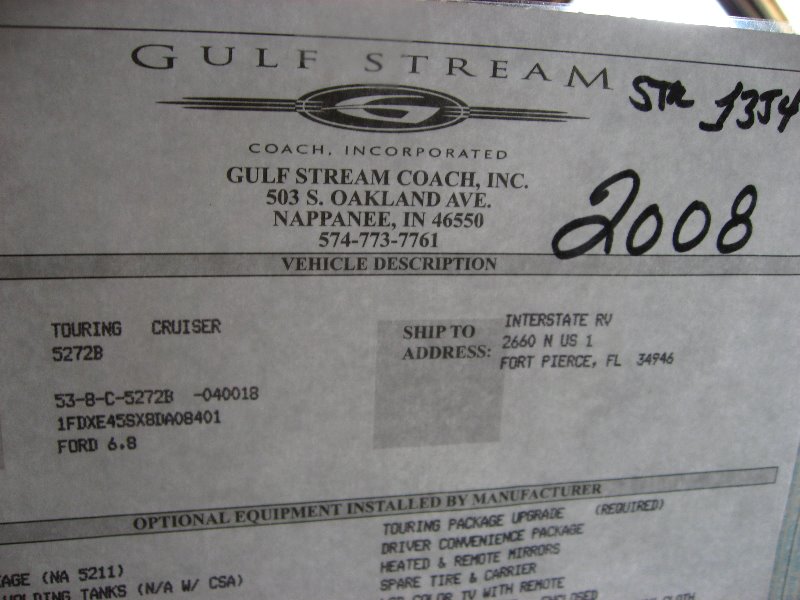 GULF STREAM
STK 1354
G
COACH, INCORPORATED
GULF STREAM COACH, INC.
503 S. OAKLAND AVE.
NAPPANEE, IN 46550
574-773-7761
2008
VEHICLE DESCRIPTION
TOURING CRUISER
5272B
53-8-C-5272B -040018
1FDXE45SX8DA08401
FORD 6.8
SHIP TO
ADDRESS:
INTERSTATE RV
2660 N US 1
FORT PIERCE, FL 34946
OPTIONAL EQUIPMENT INSTALLED BY MANUFACTURER
AGE (NA 5211)
TANKS (N/A W/ CSA)
TOURING PACKAGE UPGRADE (REQUIRED)
DRIVER CONVENIENCE PACKAGE
HEATED & REMOTE MIRRORS
SPARE TIRE & CARRIER
COLOR TV WITH REMOTE